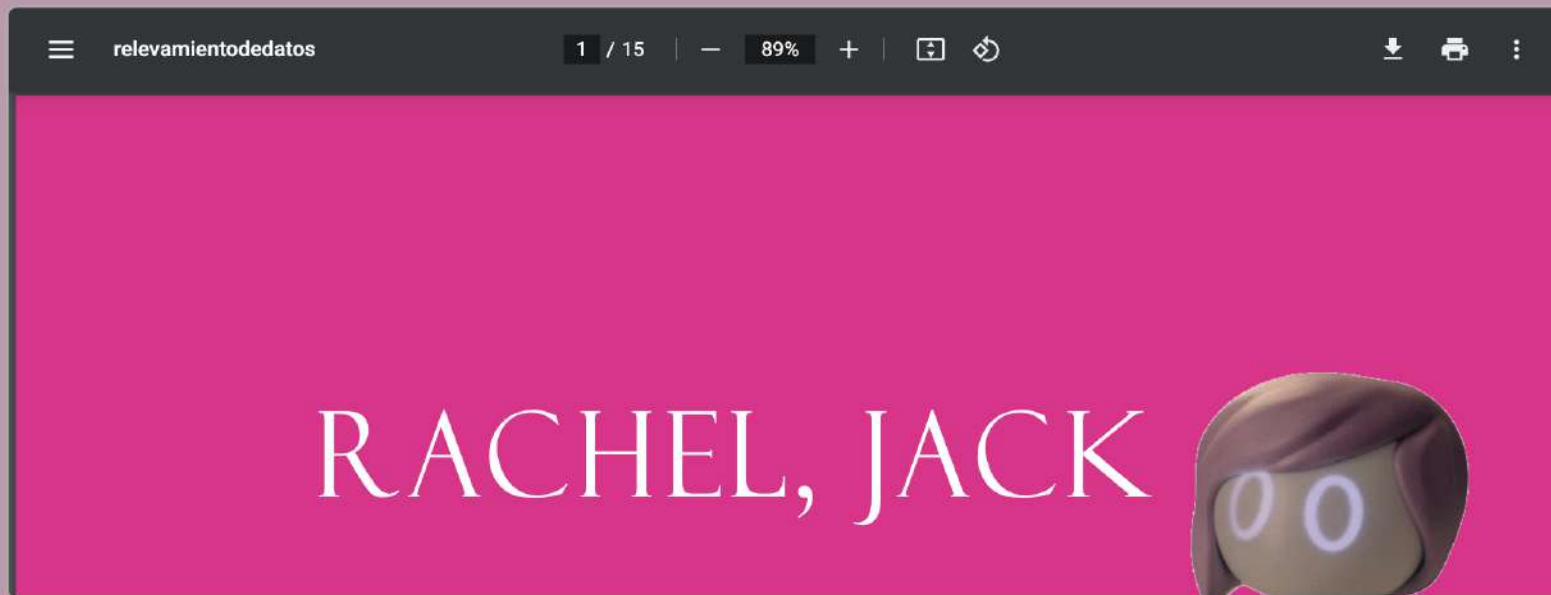 relevamientodedatos 1 / 15 89%
RACHEL, JACK